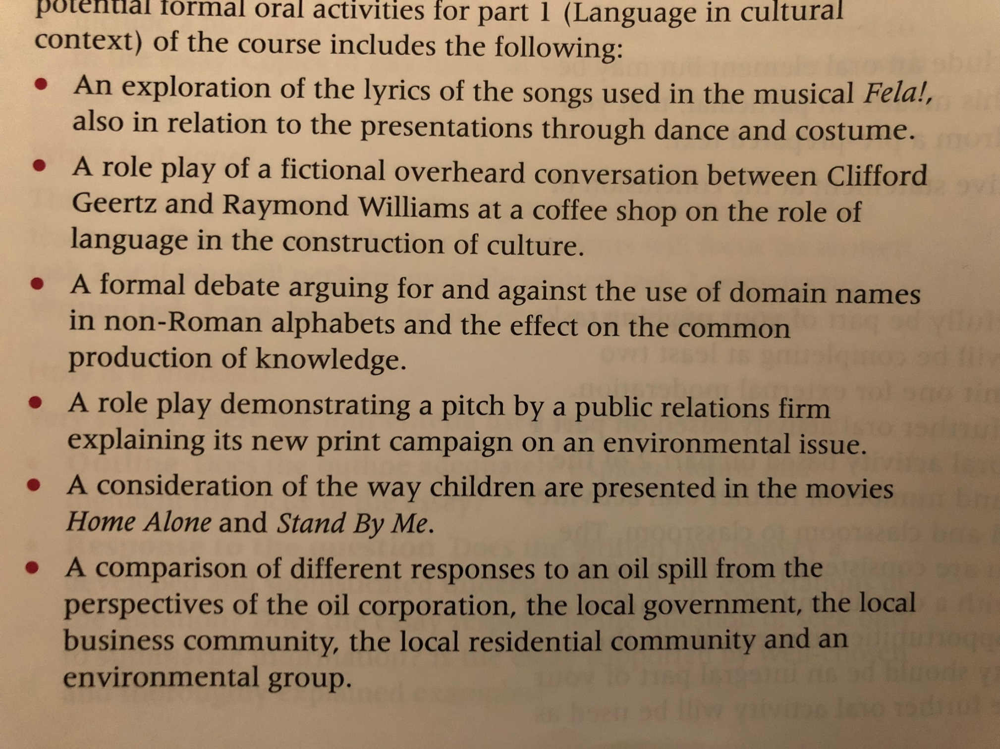 potential formal oral activities for part 1 (Language in cultural
context) of the course includes the following:
• An exploration of the lyrics of the songs used in the musical Fela!,
also in relation to the presentations through dance and costume.
• A role play of a fictional overheard conversation between Clifford
Geertz and Raymond Williams at a coffee shop on the role of
language in the construction of culture.
• A formal debate arguing for and against the use of domain names
in non-Roman alphabets and the effect on the common
production of knowledge.
• A role play demonstrating a pitch by a public relations firm
explaining its new print campaign on an environmental issue.
• A consideration of the way children are presented in the movies
Home Alone and Stand By Me.
• A comparison of different responses to an oil spill from the
perspectives of the oil corporation, the local government, the local
business community, the local residential community and an
environmental group.